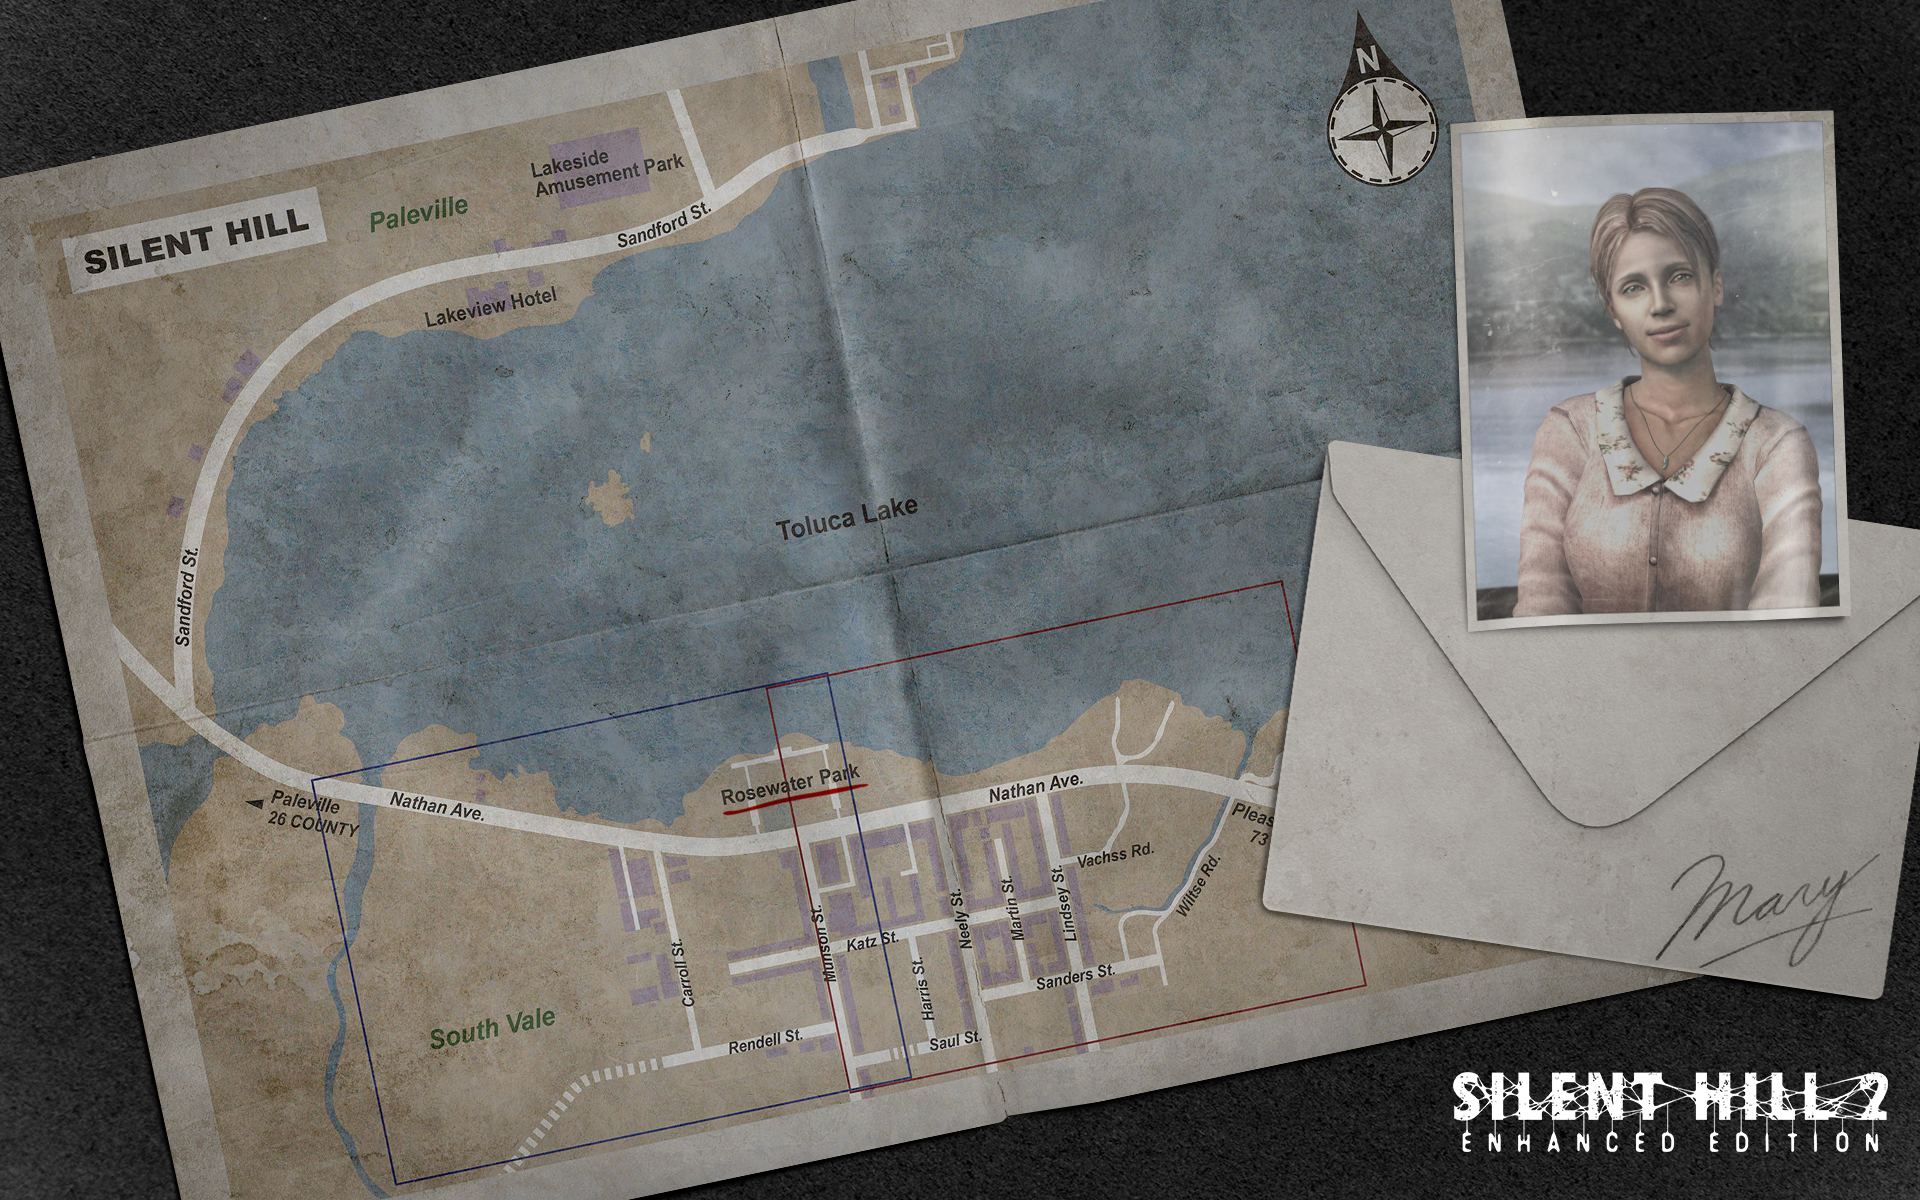 N
Lakeside
Amusement Park
Paleville
SILENT HILL
Sandford St.
Lakeview Hotel
Toluca Lake
Sandford St.
Rosewater Park
Nathan Ave.
Paleville
26 COUNTY
Nathan Ave.
Pleas
73
Vachss Rd.
Wiltse Rd.
Lindsey St.
Martin St.
Neely St.
Munson St.
Katz St.
Carroll St.
Harris St.
Sanders St.
South Vale
Rendell St.
Saul St.
Mary
SILENT HILL 2
ENHANCED EDITION